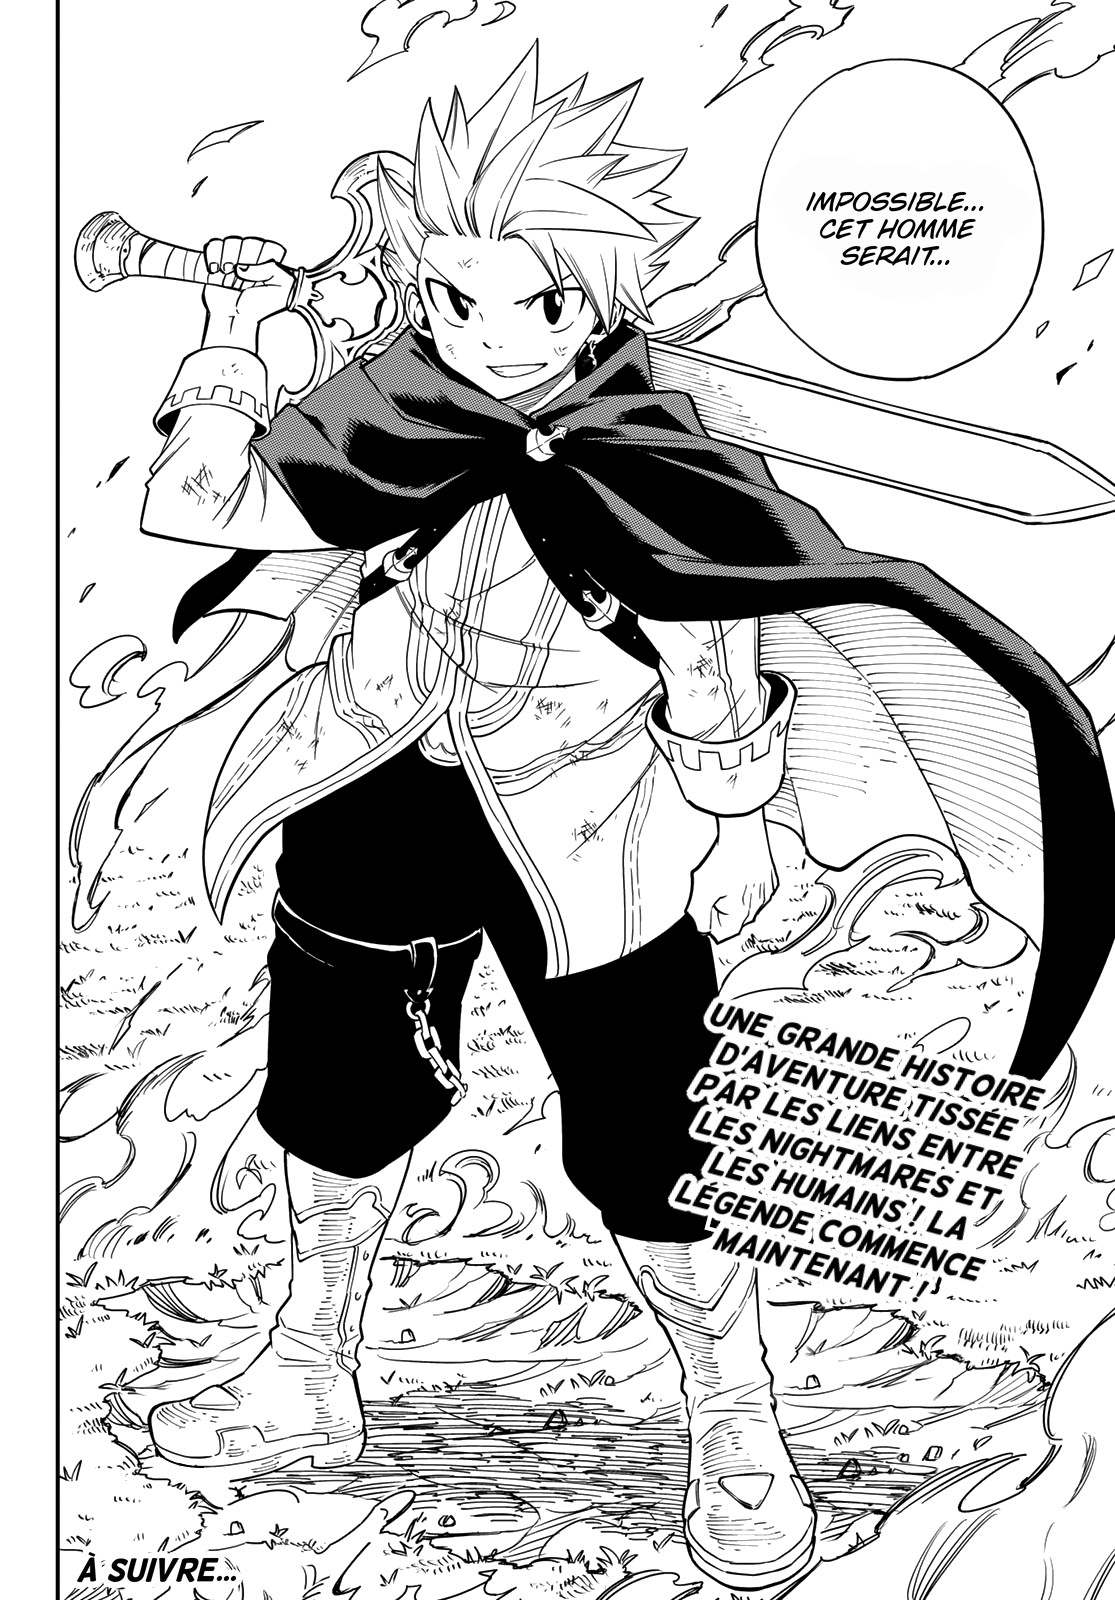 IMPOSSIBLE...
CET HOMME
SERAIT...
UNE GRANDE HISTOIRE
D'AVENTURE TISSÉE
PAR LES LIENS ENTRE
LES NIGHTMARES ET
LES HUMAINS ! LA
LÉGENDE COMMENCE
MAINTENANT !
À SUIVRE...